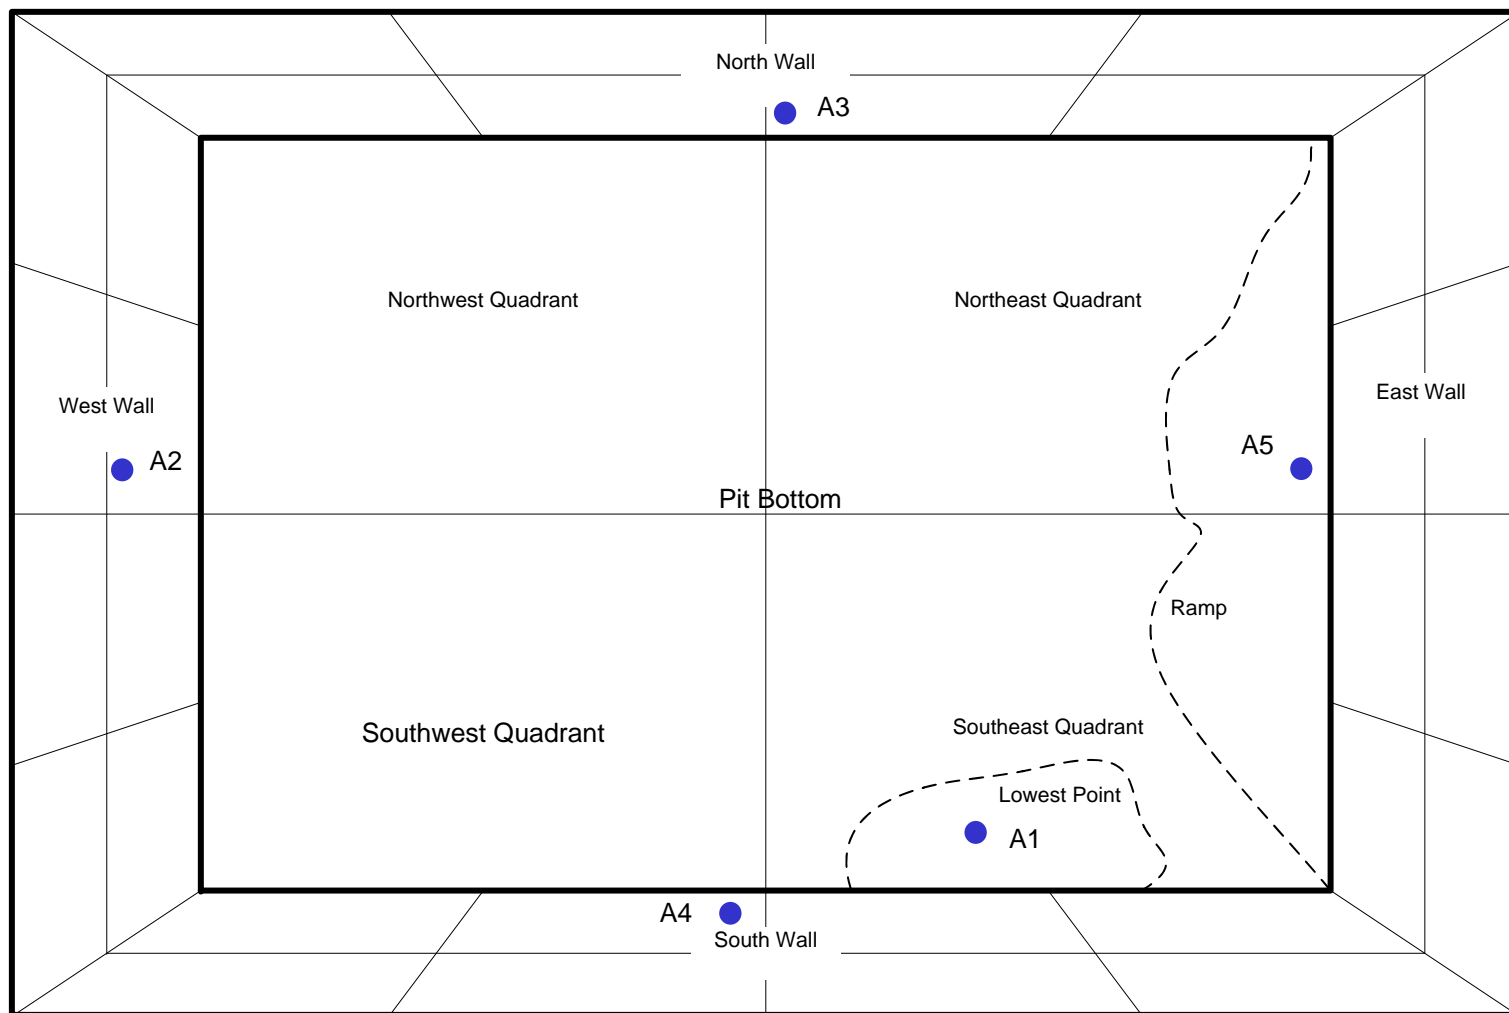 North Wall
A3
Northwest Quadrant
Northeast Quadrant
West Wall
East Wall
A2
A5
Pit Bottom
Ramp
Southwest Quadrant
Southeast Quadrant
Lowest Point
A1
A4
South Wall